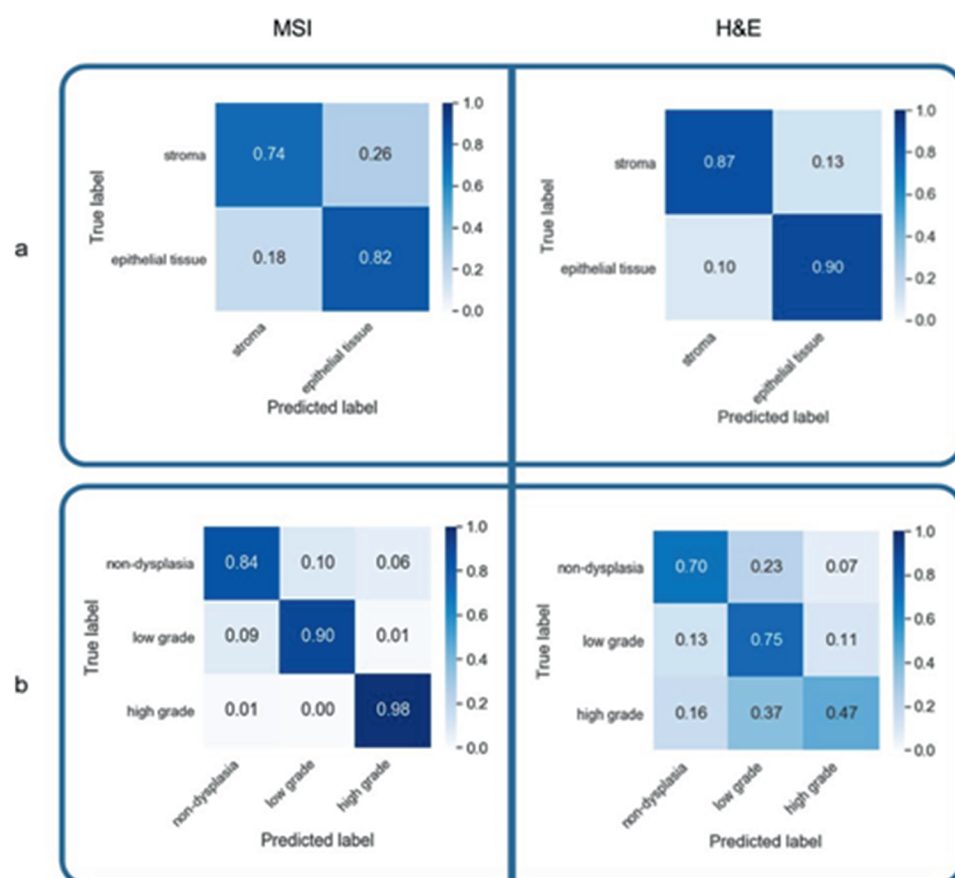 MSI
H&E
a
True label
stroma
epithelial tissue
0.74 0.26
0.18 0.82
1.0
0.8
0.6
0.4
0.2
0.0
stroma
epithelial tissue
Predicted label
True label
stroma
epithelial tissue
0.87 0.13
0.10 0.90
1.0
0.8
0.6
0.4
0.2
0.0
stroma
epithelial tissue
Predicted label
b
True label
non-dysplasia
low grade
high grade
0.84 0.10 0.06
0.09 0.90 0.01
0.01 0.00 0.98
1.0
0.8
0.6
0.4
0.2
0.0
non-dysplasia
low grade
high grade
Predicted label
True label
non-dysplasia
low grade
high grade
0.70 0.23 0.07
0.13 0.75 0.11
0.16 0.37 0.47
1.0
0.8
0.6
0.4
0.2
0.0
non-dysplasia
low grade
high grade
Predicted label